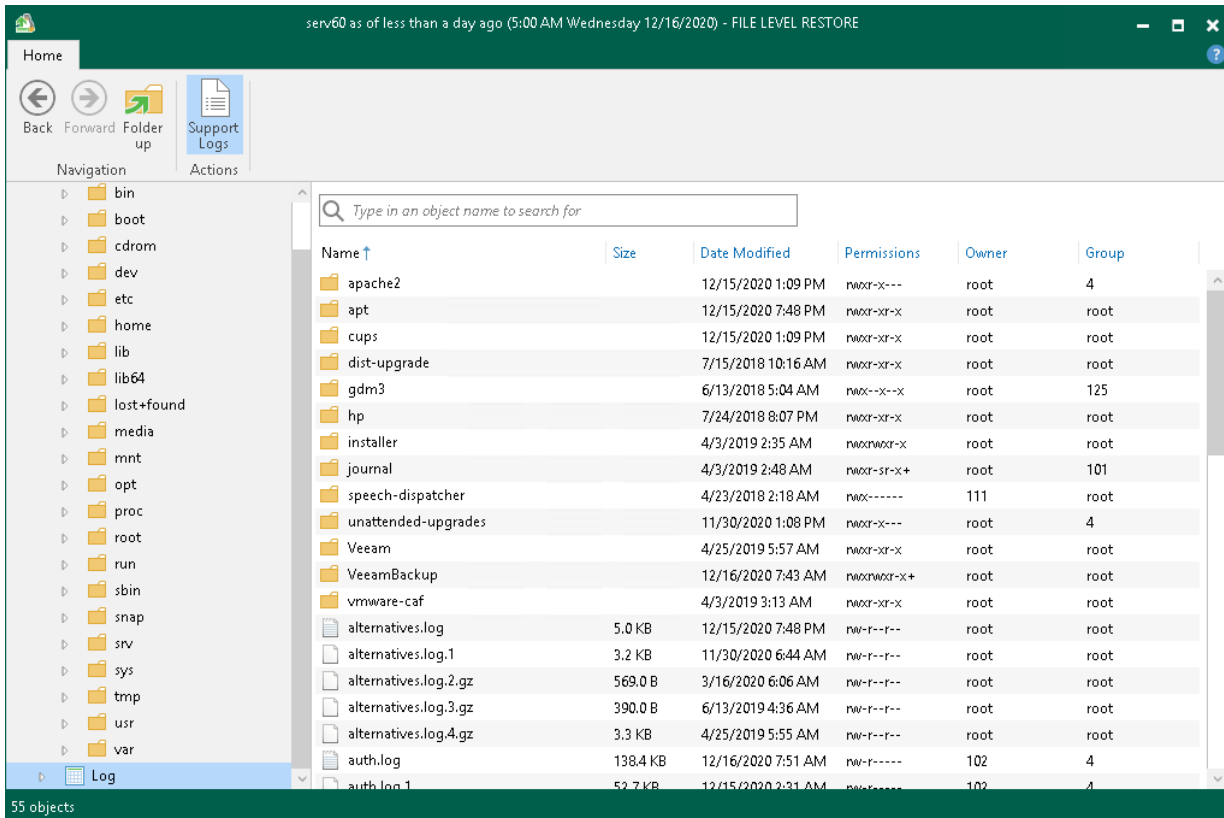 serv60 as of less than a day ago (5:00 AM Wednesday 12/16/2020) - FILE LEVEL RESTORE
Home
Back Forward Folder up
Support Logs
Navigation Actions
bin
boot
cdrom
dev
etc
home
lib
lib64
lost+found
media
mnt
opt
proc
root
run
sbin
snap
srv
sys
tmp
usr
var
Log
Type in an object name to search for
Name Size Date Modified Permissions Owner Group
apache2 12/15/2020 1:09 PM rwxr-x--- root 4
apt 12/15/2020 7:48 PM rwxr-xr-x root root
cups 12/15/2020 1:09 PM rwxr-xr-x root root
dist-upgrade 7/15/2018 10:16 AM rwxr-xr-x root root
gdm3 6/13/2018 5:04 AM rwx--x--x root 125
hp 7/24/2018 8:07 PM rwxr-xr-x root root
installer 4/3/2019 2:35 AM rwxrwxr-x root root
journal 4/3/2019 2:48 AM rwxr-sr-x+ root 101
speech-dispatcher 4/23/2018 2:18 AM rwx------ 111 root
unattended-upgrades 11/30/2020 1:08 PM rwxr-x--- root 4
Veeam 4/25/2019 5:57 AM rwxr-xr-x root root
VeeamBackup 12/16/2020 7:43 AM rwxrwxr-x+ root root
vmware-caf 4/3/2019 3:13 AM rwxr-xr-x root root
alternatives.log 5.0 KB 12/15/2020 7:48 PM rw-r--r-- root root
alternatives.log.1 3.2 KB 11/30/2020 6:44 AM rw-r--r-- root root
alternatives.log.2.gz 569.0 B 3/16/2020 6:06 AM rw-r--r-- root root
alternatives.log.3.gz 390.0 B 6/13/2019 4:36 AM rw-r--r-- root root
alternatives.log.4.gz 3.3 KB 4/25/2019 5:55 AM rw-r--r-- root root
auth.log 138.4 KB 12/16/2020 7:51 AM rw-r----- 102 4
auth.log.1 52.7 KB 12/15/2020 2:31 AM rw-r----- 102 4
55 objects